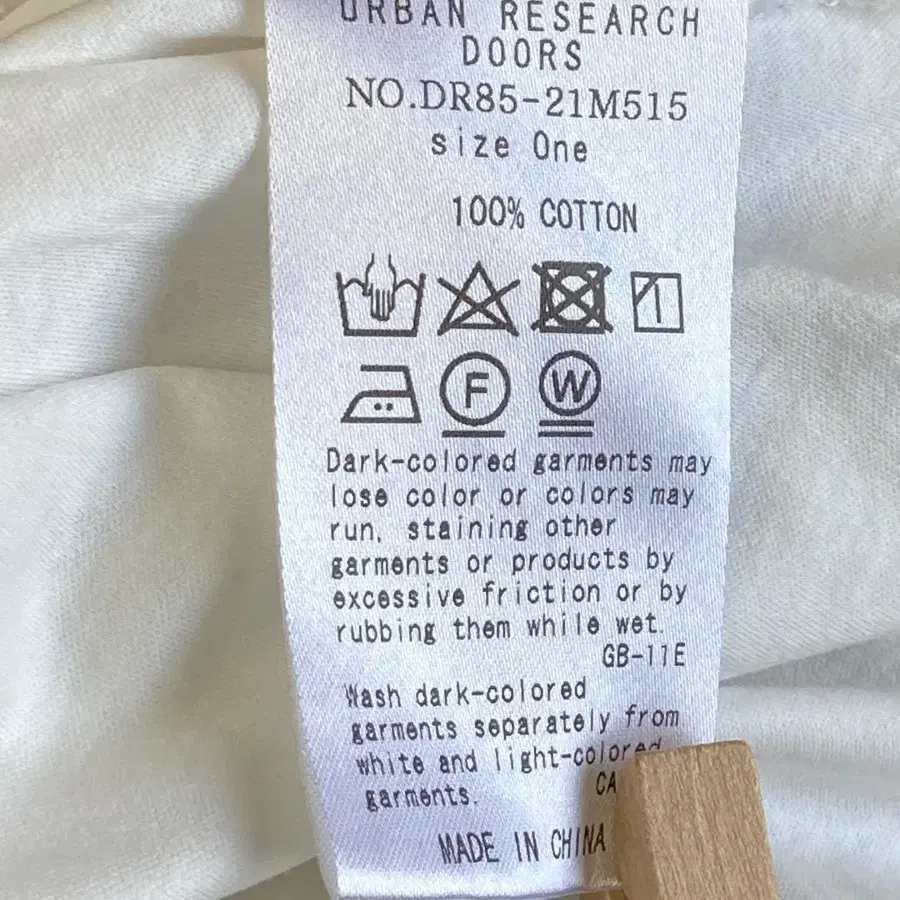 URBAN RESEARCH
DOORS
NO.DR85-21M515
size One
100% COTTON
F W
Dark-colored garments may
lose color or colors may
run, staining other
garments or products by
excessive friction or by
rubbing them while wet.
GB-11E
Wash dark-colored
garments separately from
white and light-colored
garments. CA
MADE IN CHINA